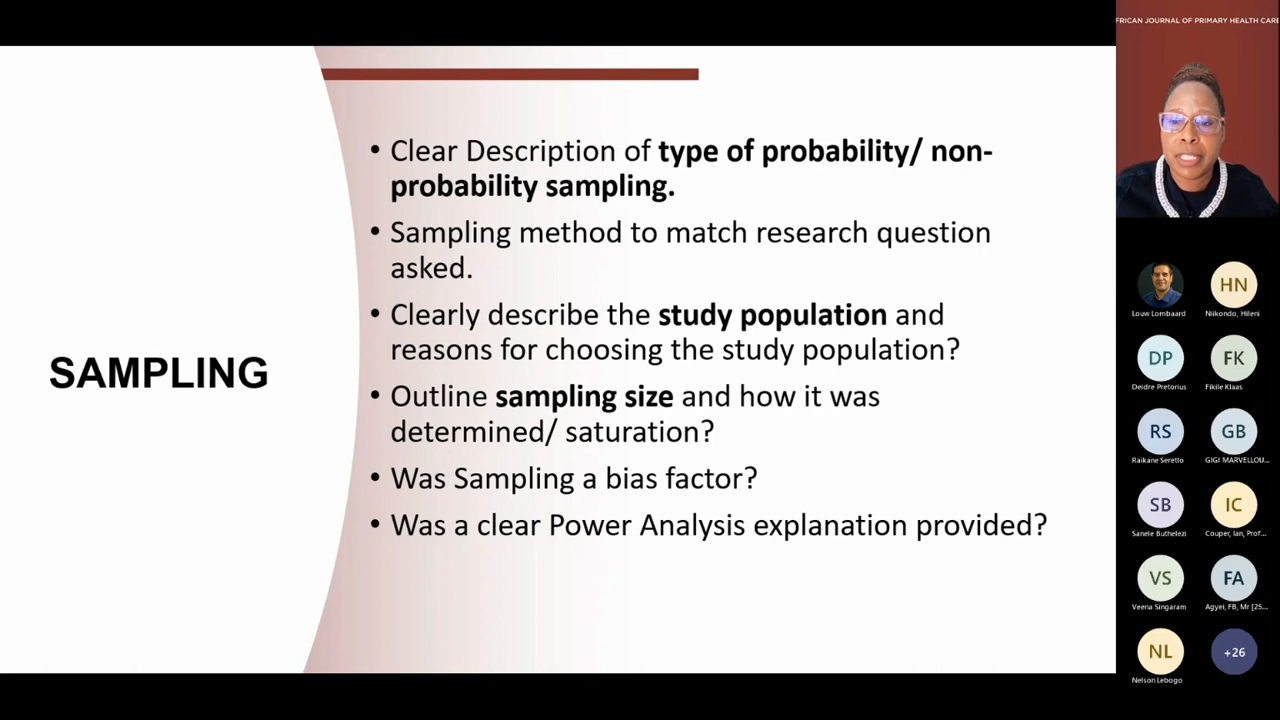 FRICAN JOURNAL OF PRIMARY HEALTH CARE
SAMPLING
• Clear Description of type of probability/ non-
probability sampling.
• Sampling method to match research question
asked.
• Clearly describe the study population and
reasons for choosing the study population?
• Outline sampling size and how it was
determined/ saturation?
• Was Sampling a bias factor?
• Was a clear Power Analysis explanation provided?
Louw Lombaard
HN
Niikondo, Hileni
DP
Deidre Pretorius
FK
Fikile Klaas
RS
Raikane Seretlo
GB
GIGI MARVELLOU...
SB
Sanele Buthelezi
IC
Couper, Ian, Prof...
VS
Veena Singaram
FA
Agyei, FB, Mr [25...
NL
Nelson Lebogo
+26